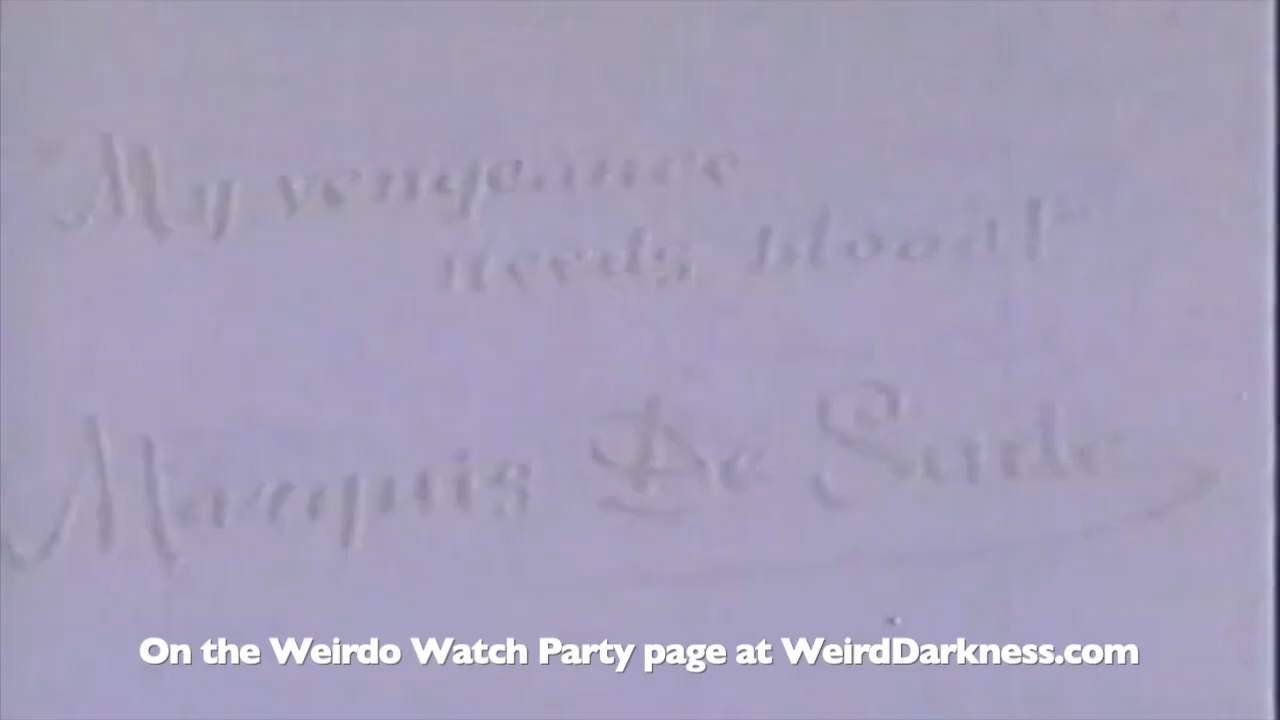 "My vengeance
needs blood!"
Marquis De Sade
On the Weirdo Watch Party page at WeirdDarkness.com